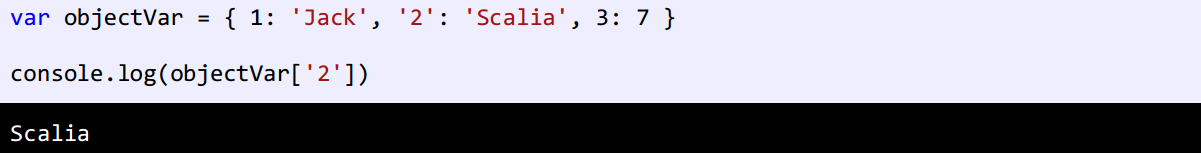 var objectVar = { 1: 'Jack', '2': 'Scalia', 3: 7 }
console.log(objectVar['2'])
Scalia